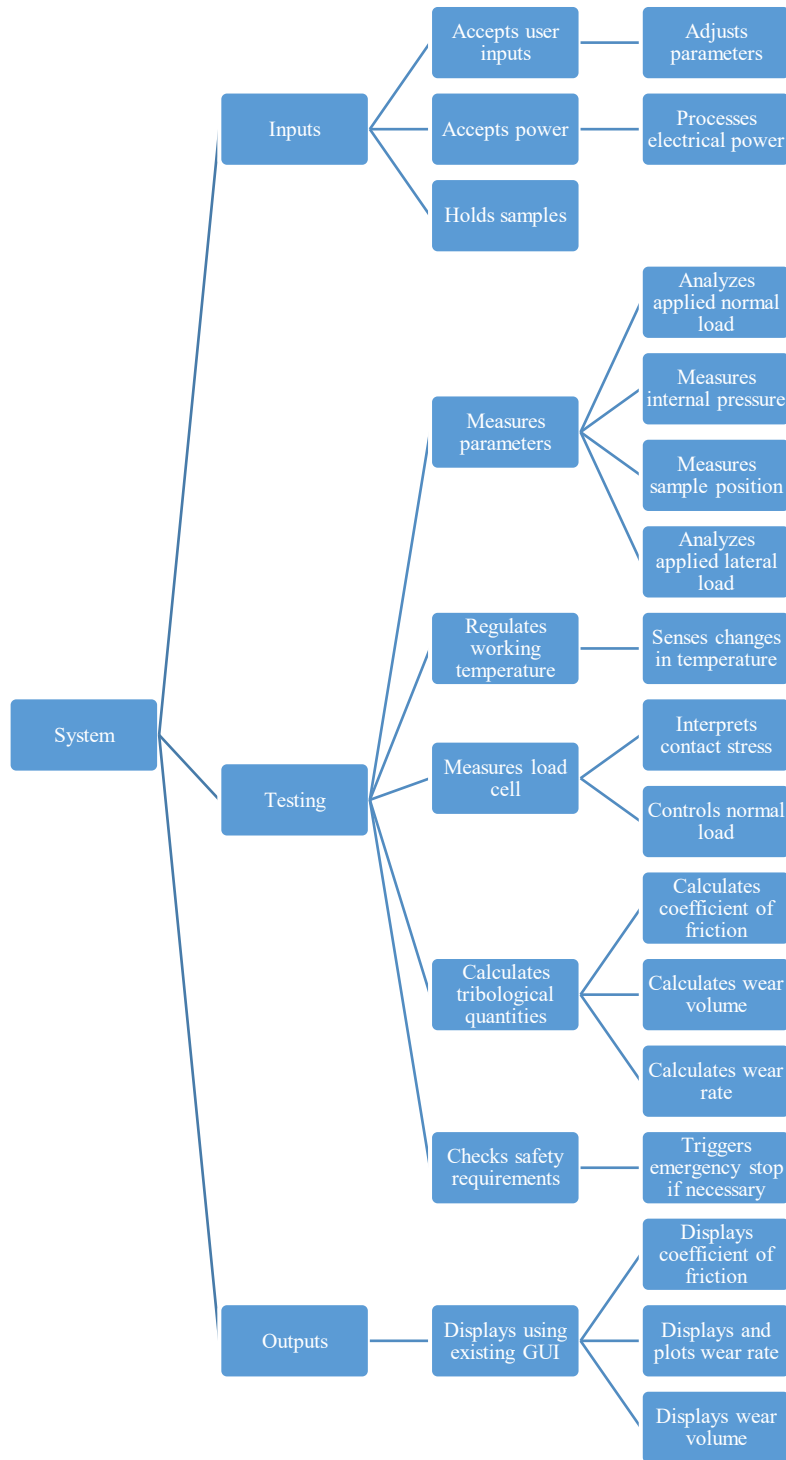 System
Inputs
Accepts user
inputs
Adjusts
parameters
Accepts power
Processes
electrical power
Holds samples
Testing
Measures
parameters
Analyzes
applied normal
load
Measures
internal pressure
Measures
sample position
Analyzes
applied lateral
load
Regulates
working
temperature
Senses changes
in temperature
Measures load
cell
Interprets
contact stress
Controls normal
load
Calculates
tribological
quantities
Calculates
coefficient of
friction
Calculates wear
volume
Calculates wear
rate
Checks safety
requirements
Triggers
emergency stop
if necessary
Outputs
Displays using
existing GUI
Displays
coefficient of
friction
Displays and
plots wear rate
Displays wear
volume